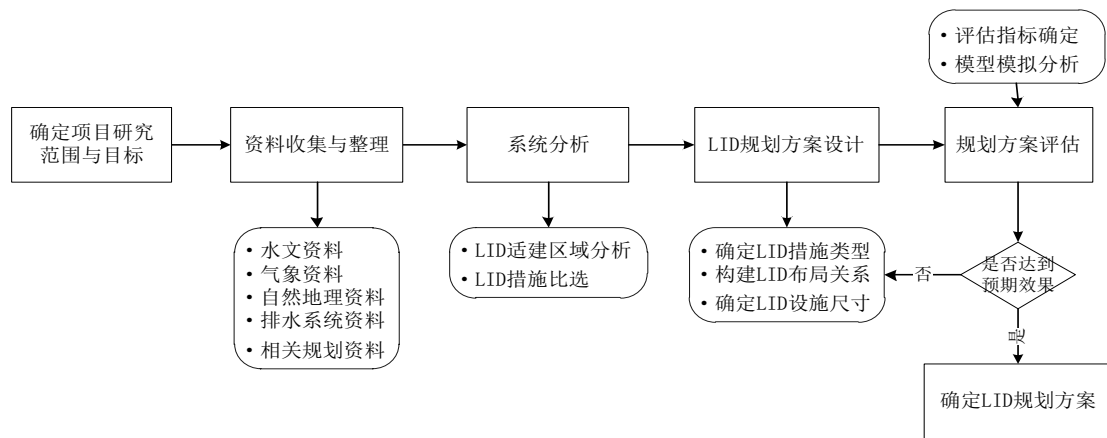 • 评估指标确定
• 模型模拟分析
确定项目研究
范围与目标
资料收集与整理
系统分析
LID规划方案设计
规划方案评估
• 水文资料
• 气象资料
• 自然地理资料
• 排水系统资料
• 相关规划资料
• LID适建区域分析
• LID措施比选
• 确定LID措施类型
• 构建LID布局关系
• 确定LID设施尺寸
否
是否达到
预期效果
是
确定LID规划方案